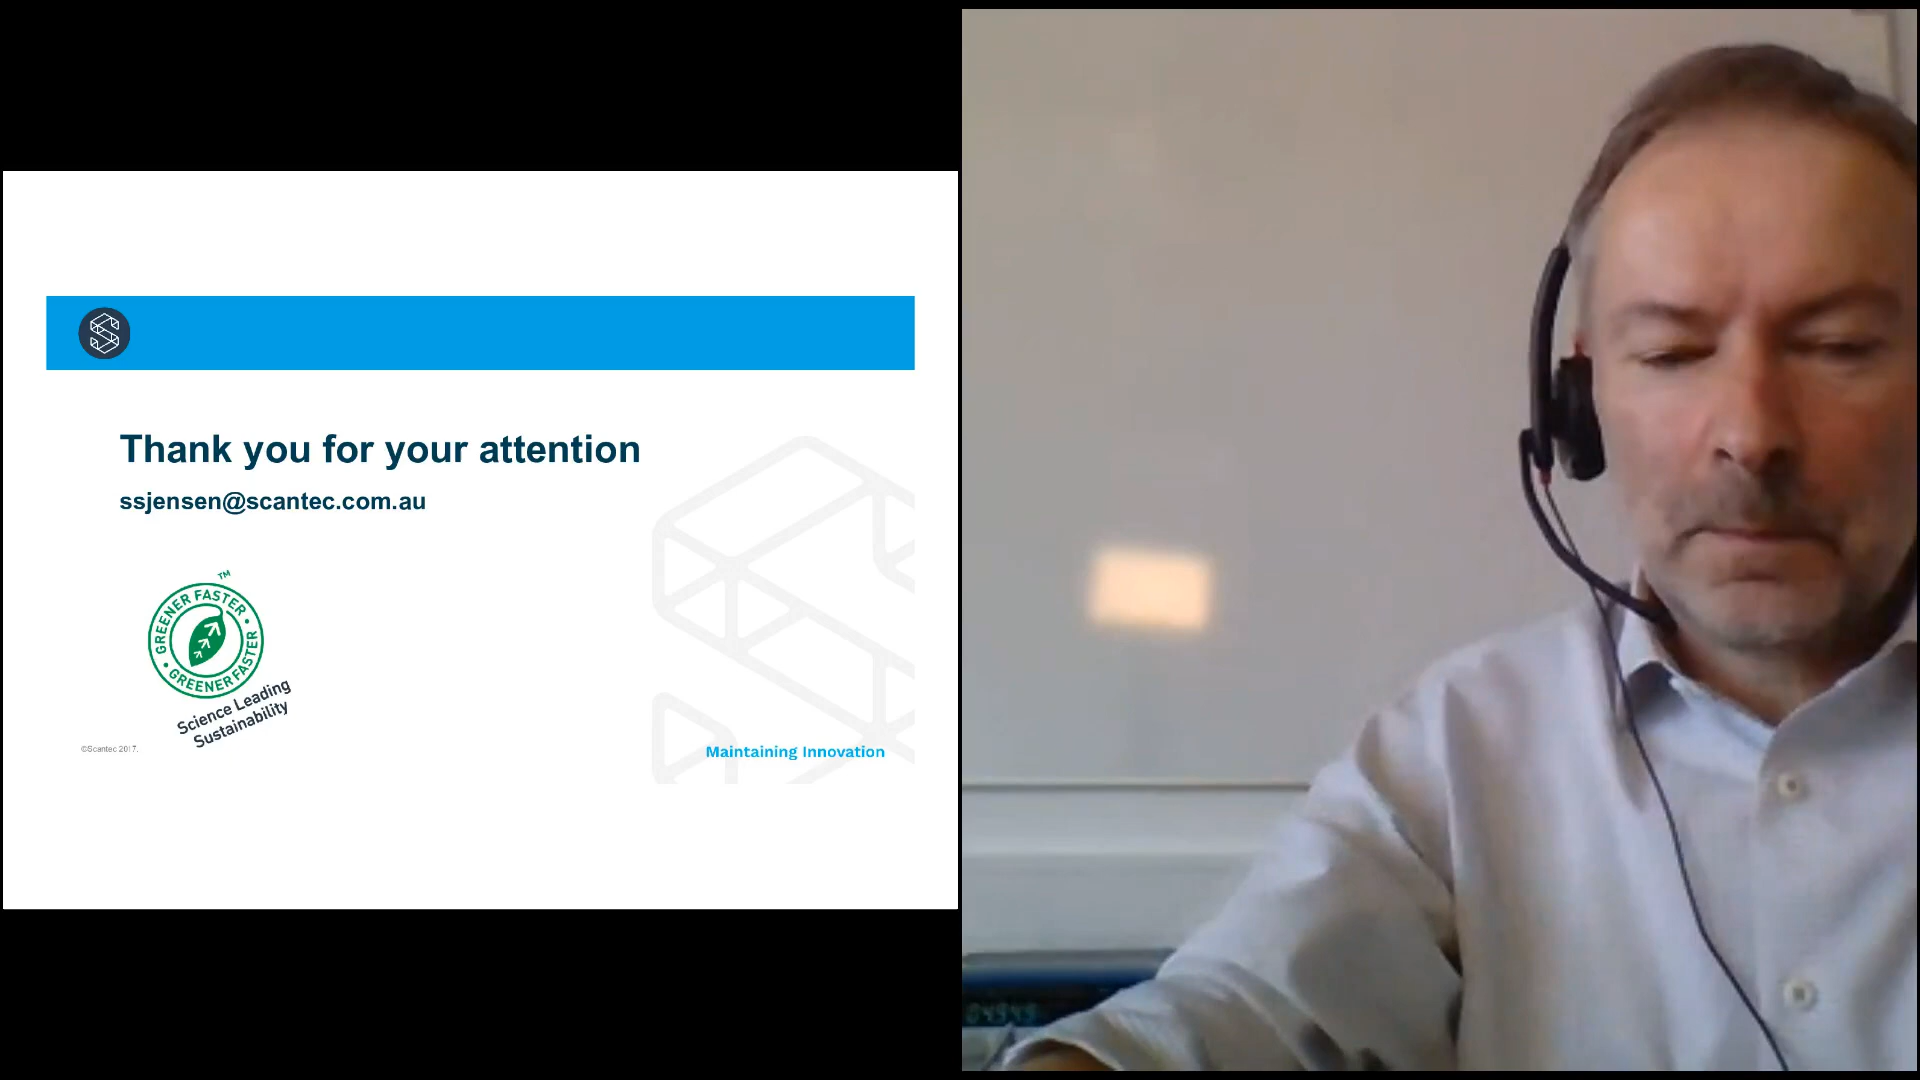 Thank you for your attention
ssjensen@scantec.com.au
TM
GREENER FASTER • GREENER FASTER •
Science Leading
Sustainability
©Scantec 2017.
Maintaining Innovation